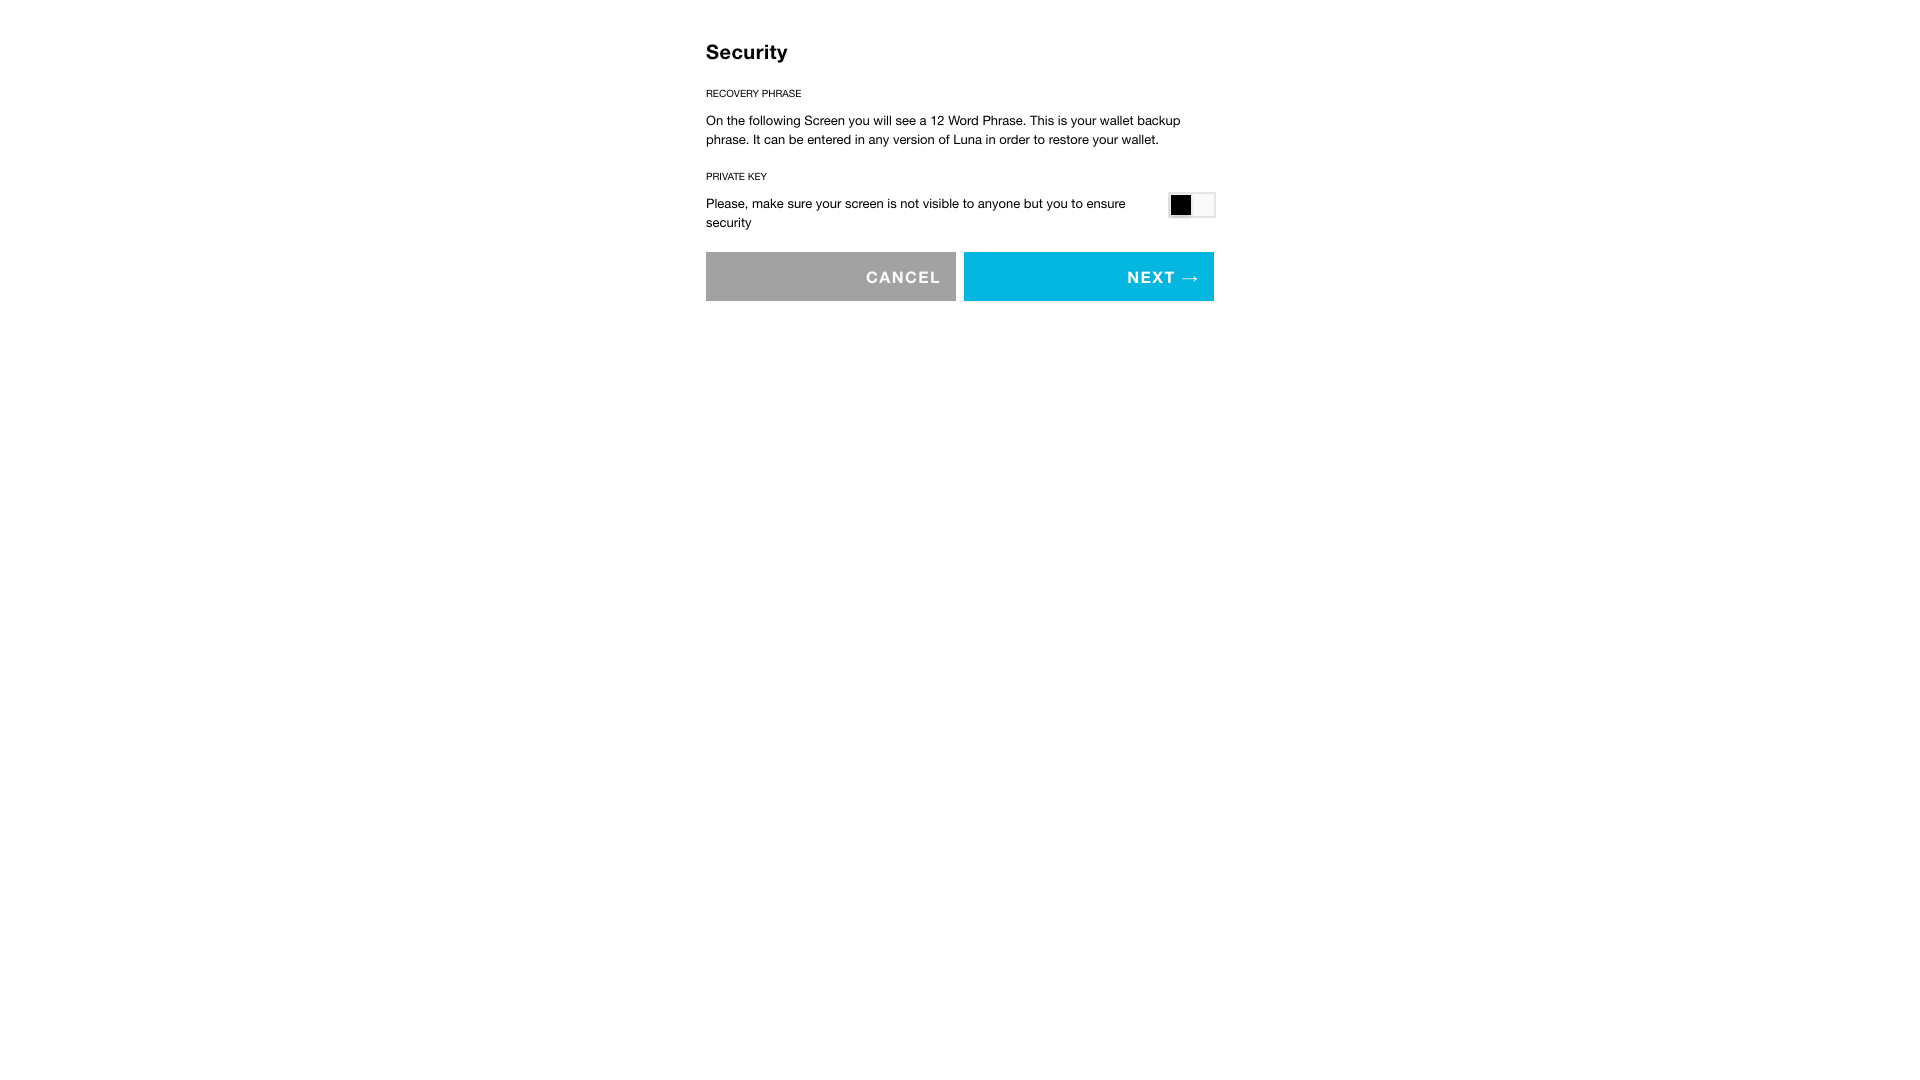 Security
RECOVERY PHRASE
On the following Screen you will see a 12 Word Phrase. This is your wallet backup
phrase. It can be entered in any version of Luna in order to restore your wallet.
PRIVATE KEY
Please, make sure your screen is not visible to anyone but you to ensure
security
CANCEL
NEXT →